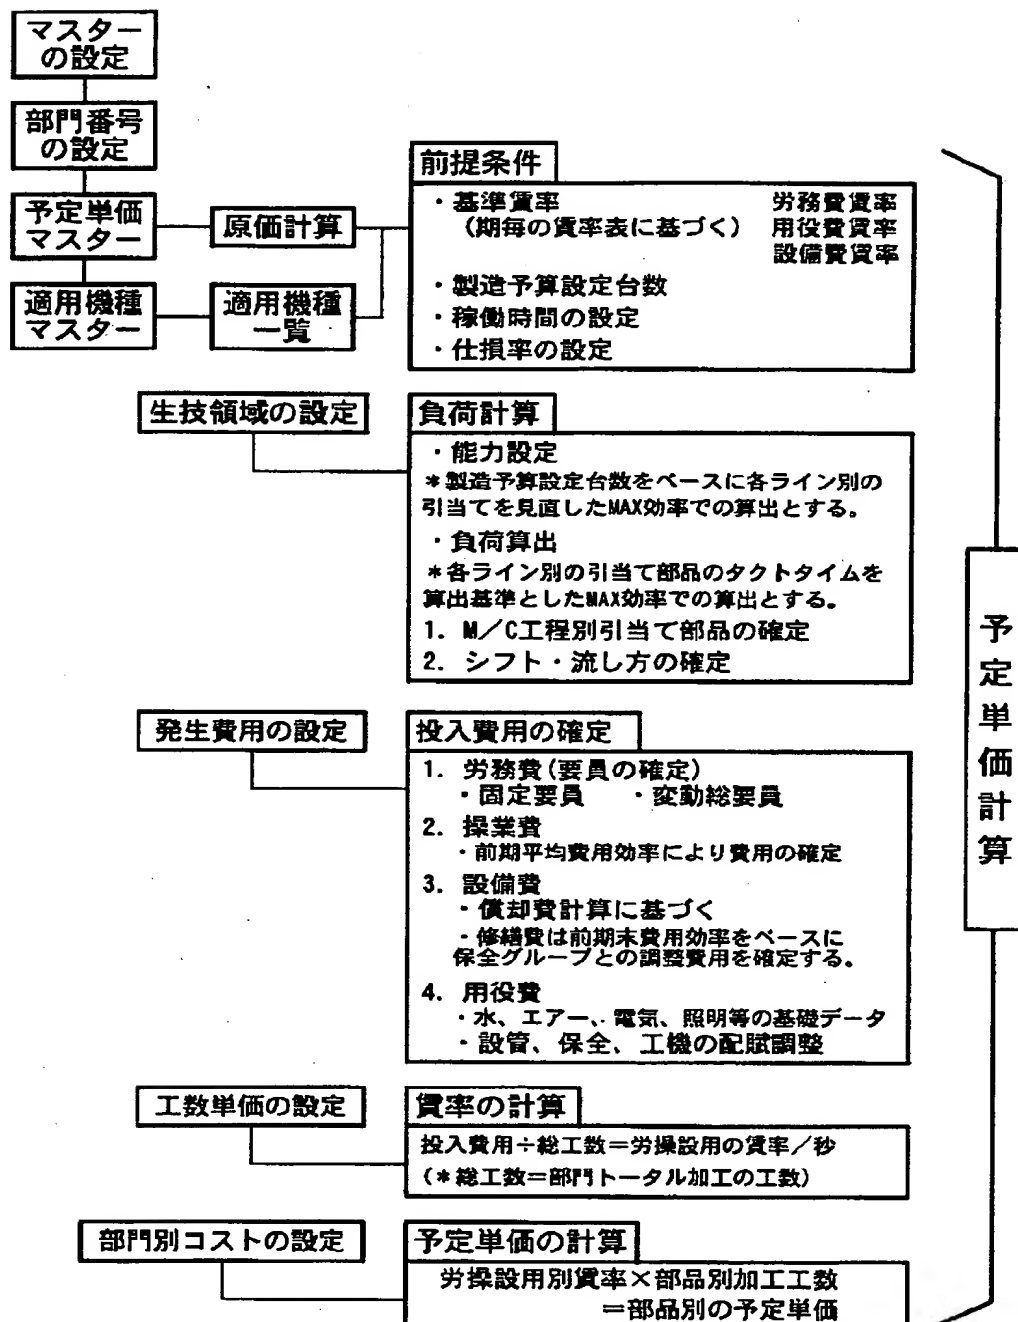 マスター
の設定
部門番号
の設定
予定単価
マスター
適用機種
マスター
原価計算
適用機種
一覧
前提条件
・基準賃率 労務費賃率
(期毎の賃率表に基づく) 用役費賃率
設備費賃率
・製造予算設定台数
・稼働時間の設定
・仕損率の設定
生技領域の設定
負荷計算
・能力設定
*製造予算設定台数をベースに各ライン別の
引当てを見直したMAX効率での算出とする。
・負荷算出
*各ライン別の引当て部品のタクトタイムを
算出基準としたMAX効率での算出とする。
1. M/C工程別引当て部品の確定
2. シフト・流し方の確定
発生費用の設定
投入費用の確定
1. 労務費(要員の確定)
・固定要員 ・変動総要員
2. 操業費
・前期平均費用効率により費用の確定
3. 設備費
・償却費計算に基づく
・修繕費は前期末費用効率をベースに
保全グループとの調整費用を確定する。
4. 用役費
・水、エアー、電気、照明等の基礎データ
・設管、保全、工機の配賦調整
工数単価の設定
賃率の計算
投入費用÷総工数=労操設用の賃率/秒
(*総工数=部門トータル加工の工数)
部門別コストの設定
予定単価の計算
労操設用別賃率×部品別加工工数
=部品別の予定単価
予定単価計算